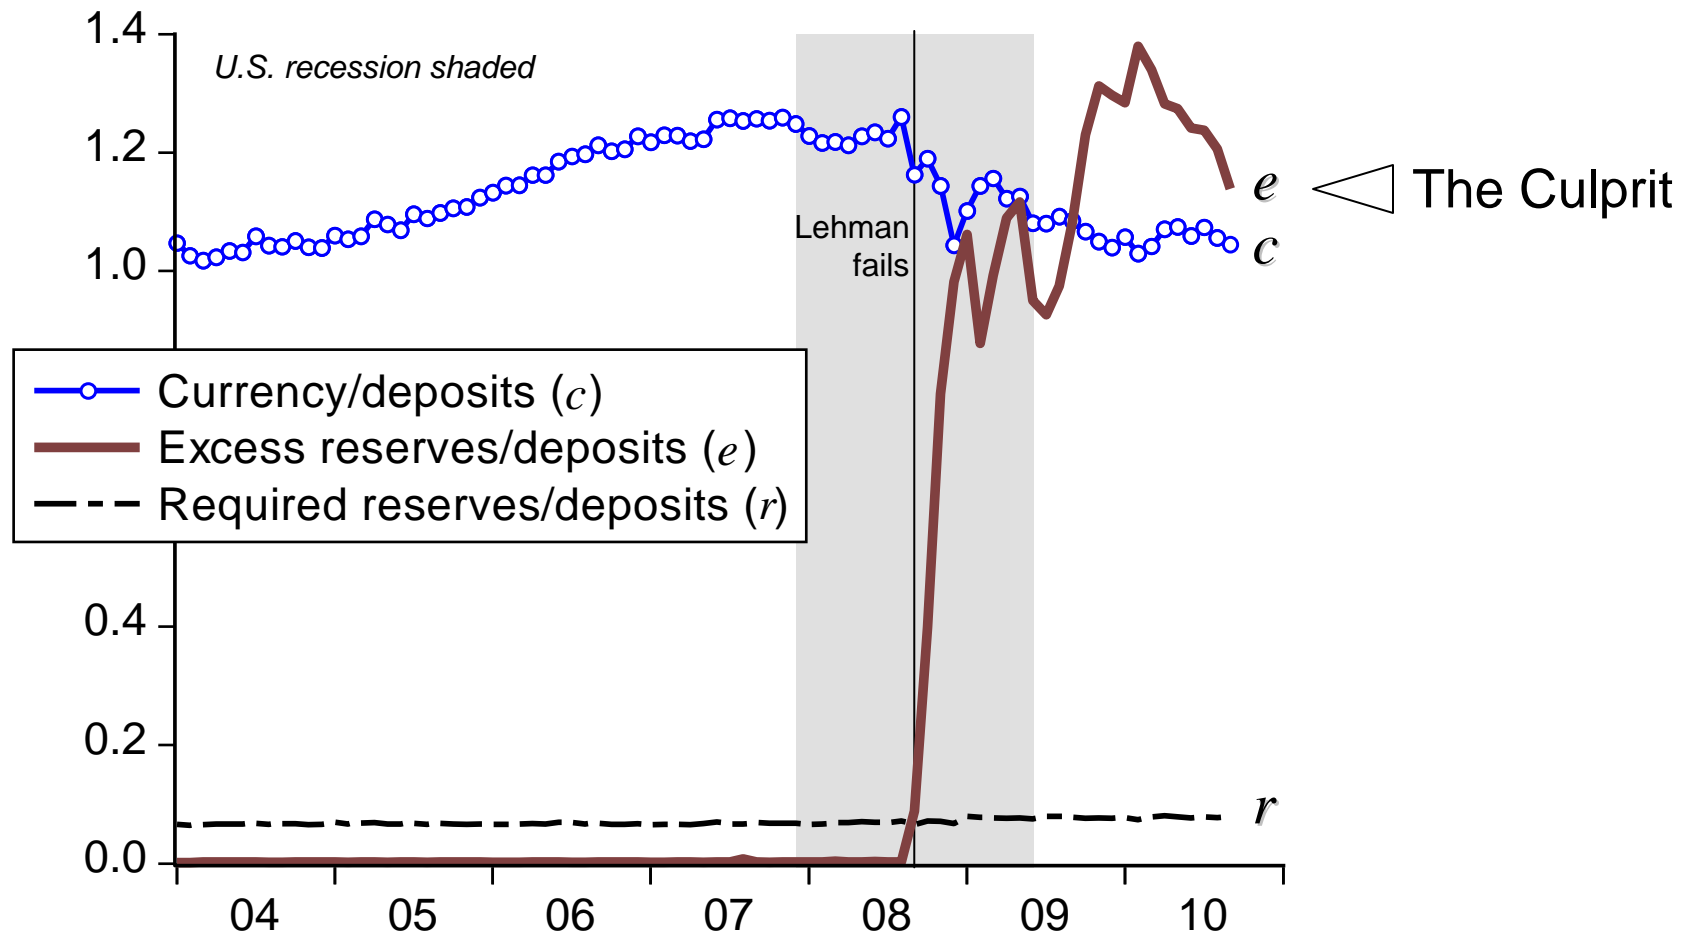 1.4
U.S. recession shaded
1.2
e
The Culprit
Lehman
fails
c
1.0
Currency/deposits (c)
Excess reserves/deposits (e)
Required reserves/deposits (r)
0.4
0.2
r
0.0
04 05 06 07 08 09 10